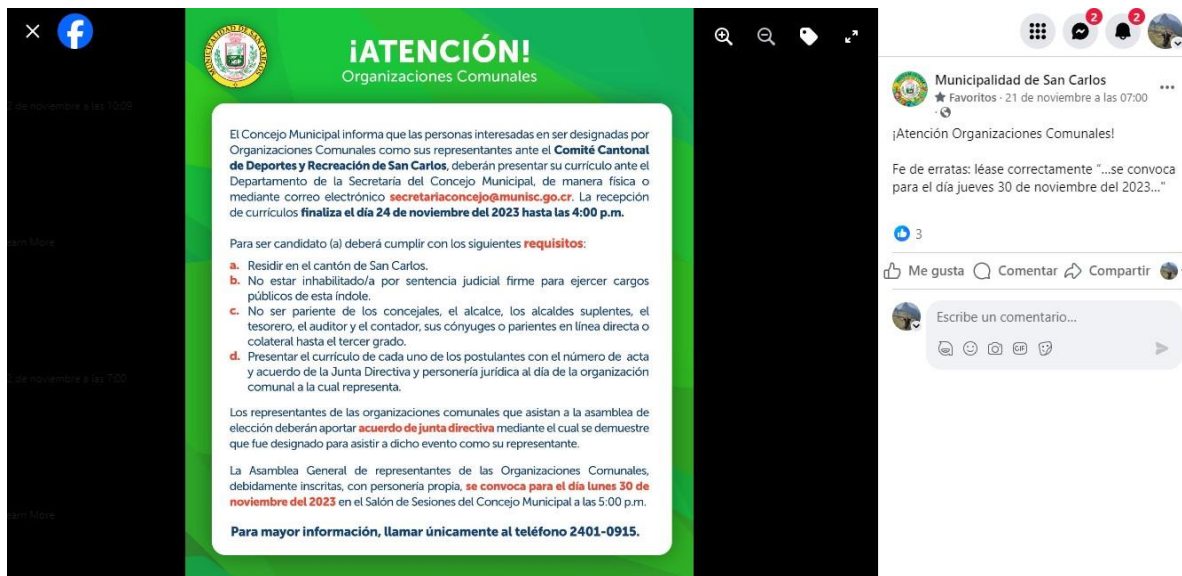 MUNICIPALIDAD DE SAN CARLOS
¡ATENCIÓN!
Organizaciones Comunales
El Concejo Municipal informa que las personas interesadas en ser designadas por
Organizaciones Comunales como sus representantes ante el Comité Cantonal
de Deportes y Recreación de San Carlos, deberán presentar su currículo ante el
Departamento de la Secretaría del Concejo Municipal, de manera física o
mediante correo electrónico secretariaconcejo@munisc.go.cr. La recepción
de currículos finaliza el día 24 de noviembre del 2023 hasta las 4:00 p.m.
Para ser candidato (a) deberá cumplir con los siguientes requisitos:
a. Residir en el cantón de San Carlos.
b. No estar inhabilitado/a por sentencia judicial firme para ejercer cargos
públicos de esta índole.
c. No ser pariente de los concejales, el alcalce, los alcaldes suplentes, el
tesorero, el auditor y el contador, sus cónyuges o parientes en línea directa o
colateral hasta el tercer grado.
d. Presentar el currículo de cada uno de los postulantes con el número de acta
y acuerdo de la Junta Directiva y personería jurídica al día de la organización
comunal a la cual representa.
Los representantes de las organizaciones comunales que asistan a la asamblea de
elección deberán aportar acuerdo de junta directiva mediante el cual se demuestre
que fue designado para asistir a dicho evento como su representante.
La Asamblea General de representantes de las Organizaciones Comunales,
debidamente inscritas, con personería propia, se convoca para el día lunes 30 de
noviembre del 2023 en el Salón de Sesiones del Concejo Municipal a las 5:00 p.m.
Para mayor información, llamar únicamente al teléfono 2401-0915.
2 de noviembre a las 10:09
earn More
2 de noviembre a las 7:00
earn More
2
2
Municipalidad de San Carlos
Favoritos · 21 de noviembre a las 07:00
¡Atención Organizaciones Comunales!
Fe de erratas: léase correctamente “...se convoca
para el día jueves 30 de noviembre del 2023...”
3
Me gusta Comentar Compartir
Escribe un comentario...
GIF